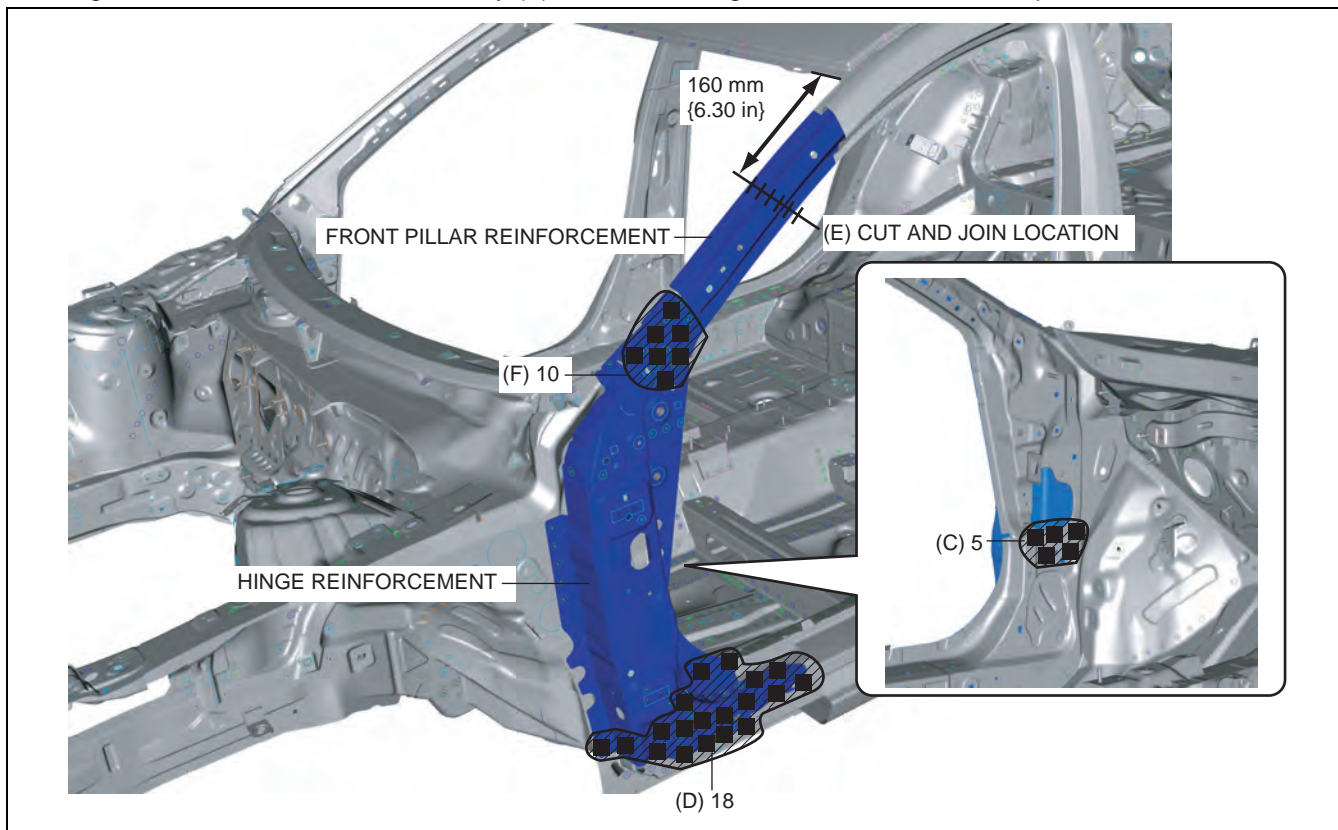 160 mm
{6.30 in}
FRONT PILLAR REINFORCEMENT
(E) CUT AND JOIN LOCATION
(F) 10
(C) 5
HINGE REINFORCEMENT
(D) 18